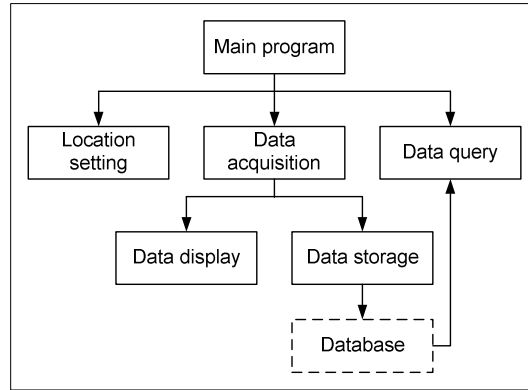 Main program
Location
setting
Data
acquisition
Data query
Data display
Data storage
Database